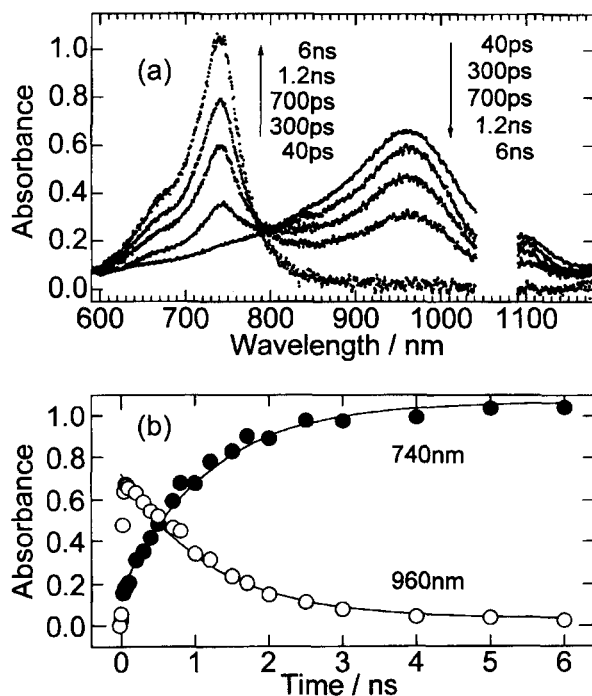 (a)
6ns
1.2ns
700ps
300ps
40ps
40ps
300ps
700ps
1.2ns
6ns
1.0
0.8
0.6
0.4
0.2
0.0
Absorbance
600 700 800 900 1000 1100
Wavelength / nm
(b)
1.0
0.8
0.6
0.4
0.2
0.0
Absorbance
740nm
960nm
0 1 2 3 4 5 6
Time / ns